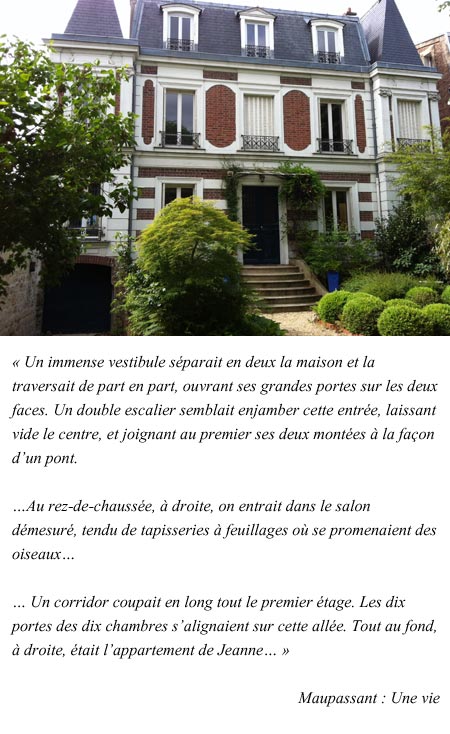 « Un immense vestibule séparait en deux la maison et la
traversait de part en part, ouvrant ses grandes portes sur les deux
faces. Un double escalier semblait enjamber cette entrée, laissant
vide le centre, et joignant au premier ses deux montées à la façon
d’un pont.
…Au rez-de-chaussée, à droite, on entrait dans le salon
démesuré, tendu de tapisseries à feuillages où se promenaient des
oiseaux…
… Un corridor coupait en long tout le premier étage. Les dix
portes des dix chambres s’alignaient sur cette allée. Tout au fond,
à droite, était l’appartement de Jeanne… »
Maupassant : Une vie